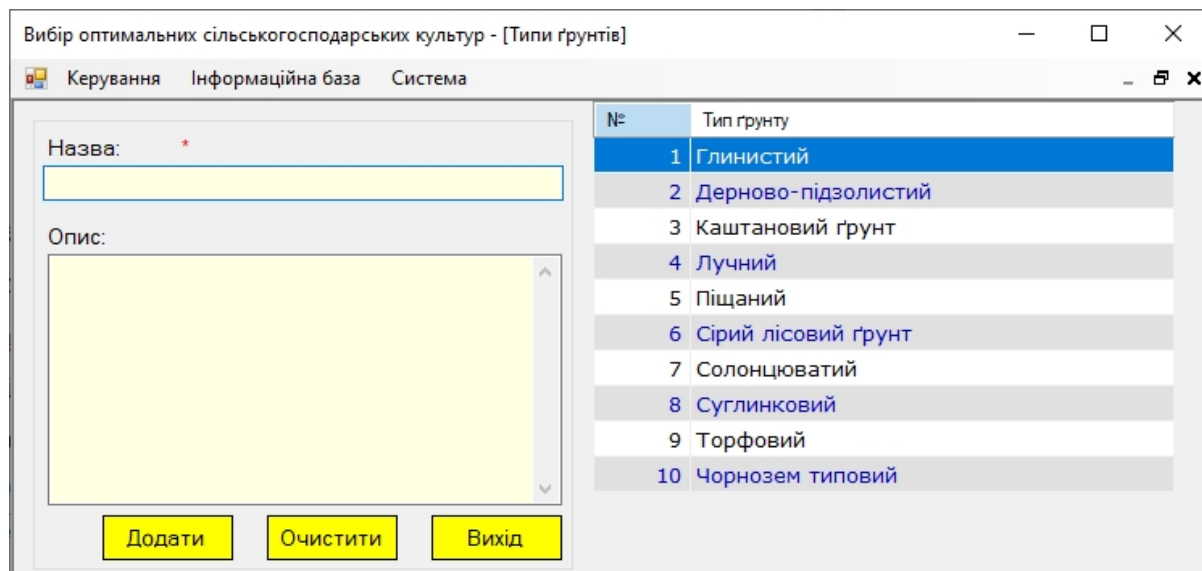 Вибір оптимальних сільськогосподарських культур - [Типи ґрунтів]
Керування Інформаційна база Система
Назва: *
Опис:
Додати Очистити Вихід
№ Тип ґрунту
1 Глинистий
2 Дерново-підзолистий
3 Каштановий ґрунт
4 Лучний
5 Піщаний
6 Сірий лісовий ґрунт
7 Солонцюватий
8 Суглинковий
9 Торфовий
10 Чорнозем типовий